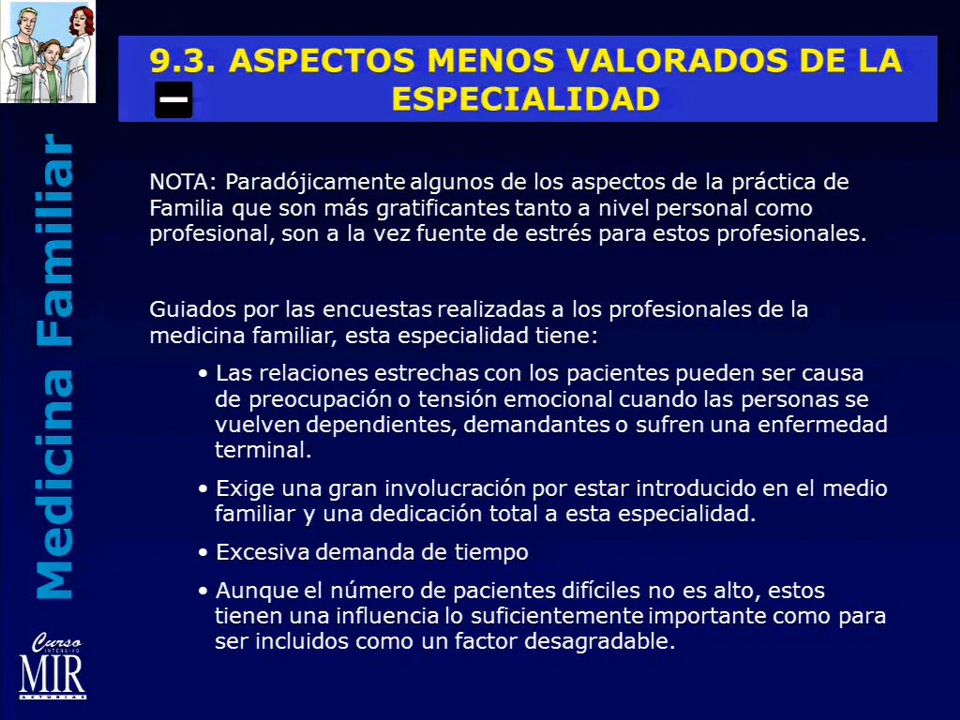 9.3. ASPECTOS MENOS VALORADOS DE LA
ESPECIALIDAD
NOTA: Paradójicamente algunos de los aspectos de la práctica de
Familia que son más gratificantes tanto a nivel personal como
profesional, son a la vez fuente de estrés para estos profesionales.
Guiados por las encuestas realizadas a los profesionales de la
medicina familiar, esta especialidad tiene:
• Las relaciones estrechas con los pacientes pueden ser causa
de preocupación o tensión emocional cuando las personas se
vuelven dependientes, demandantes o sufren una enfermedad
terminal.
• Exige una gran involucración por estar introducido en el medio
familiar y una dedicación total a esta especialidad.
• Excesiva demanda de tiempo
• Aunque el número de pacientes difíciles no es alto, estos
tienen una influencia lo suficientemente importante como para
ser incluidos como un factor desagradable.
Medicina Familiar
Curso
INTENSIVO
MIR
ASTURIAS